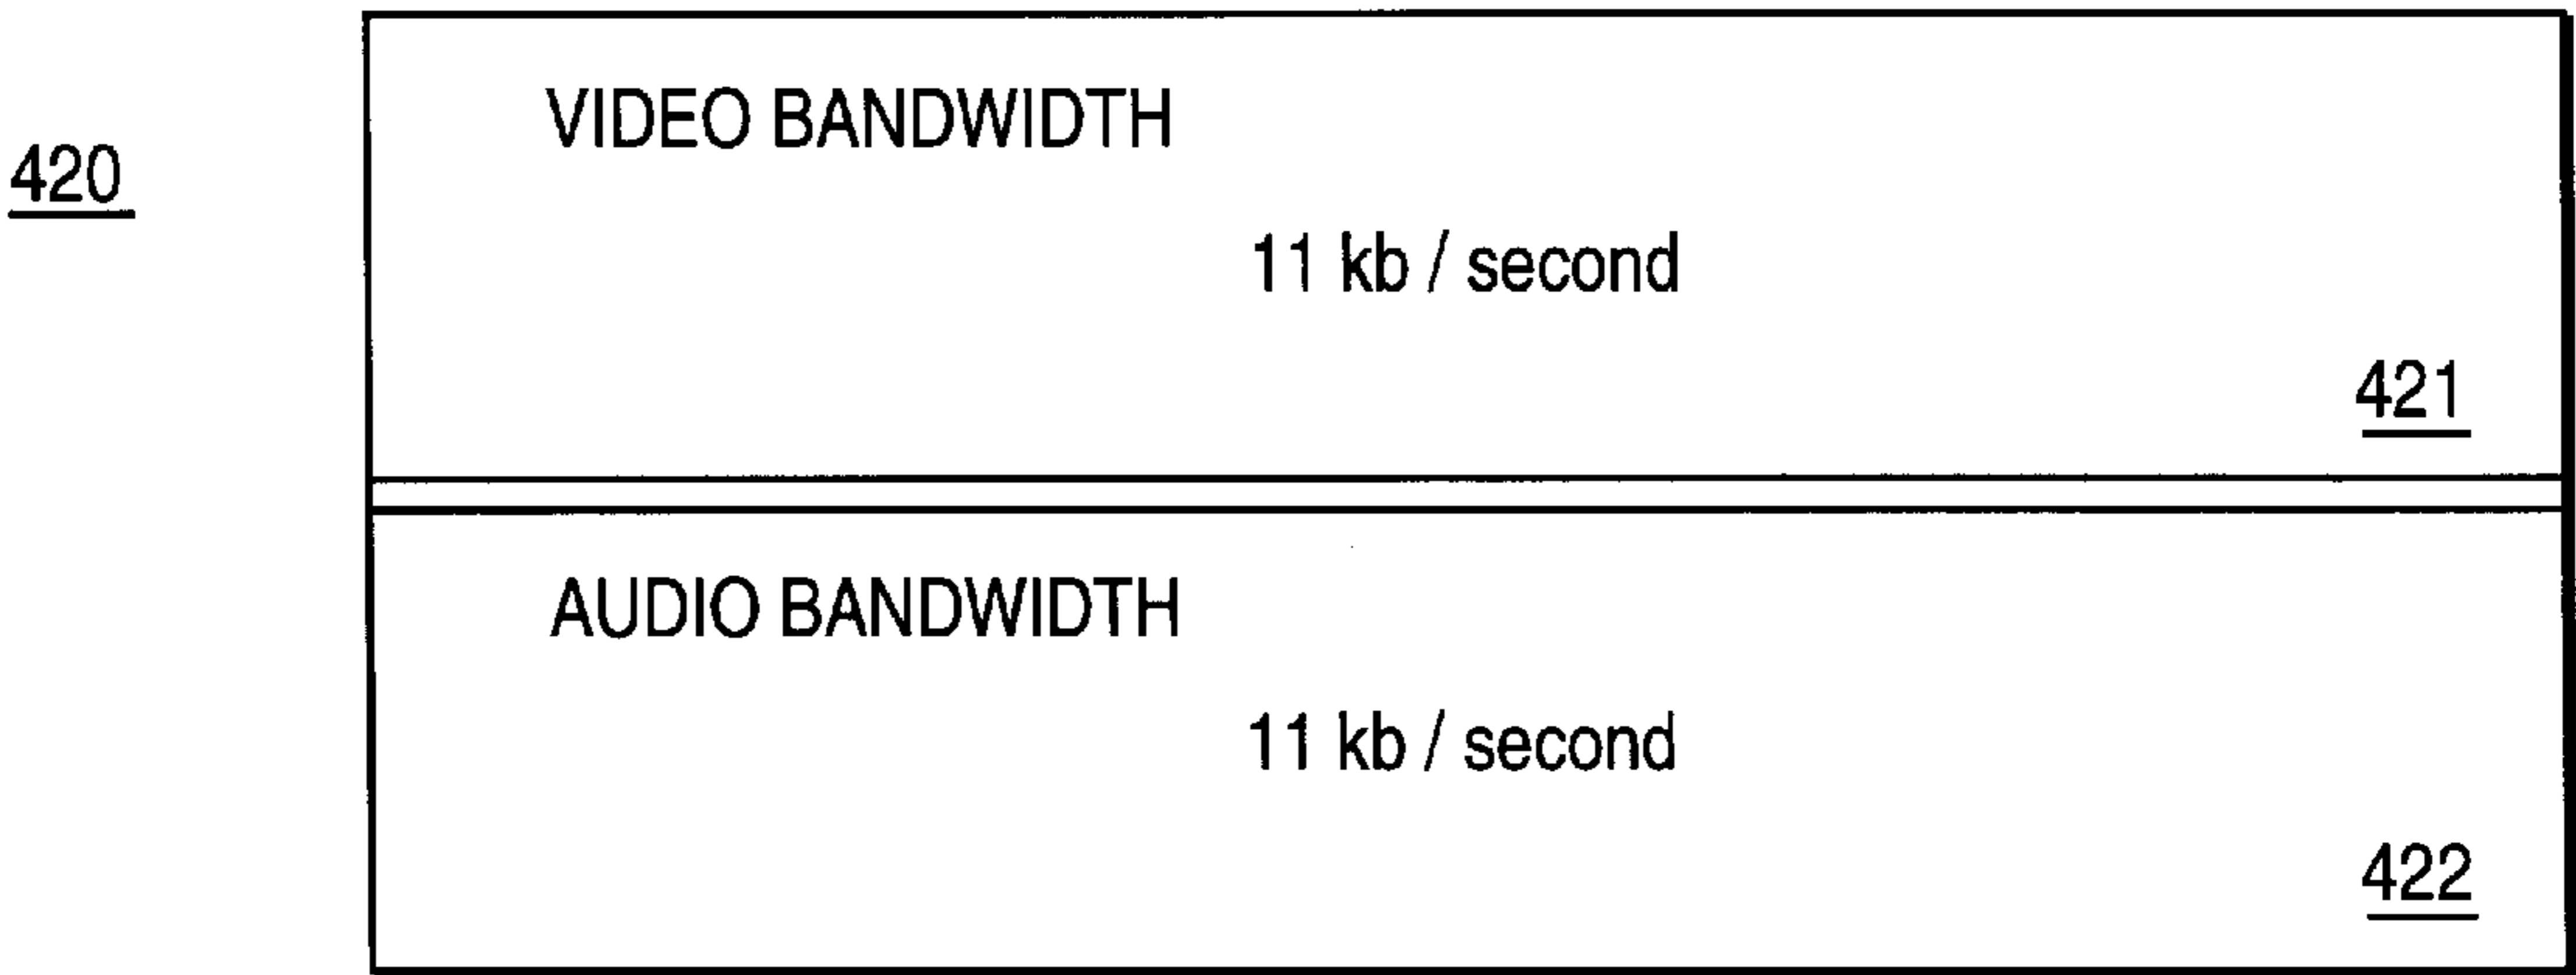 VIDEO BANDWIDTH
420
11 kb / second
421
AUDIO BANDWIDTH
11 kb / second
422